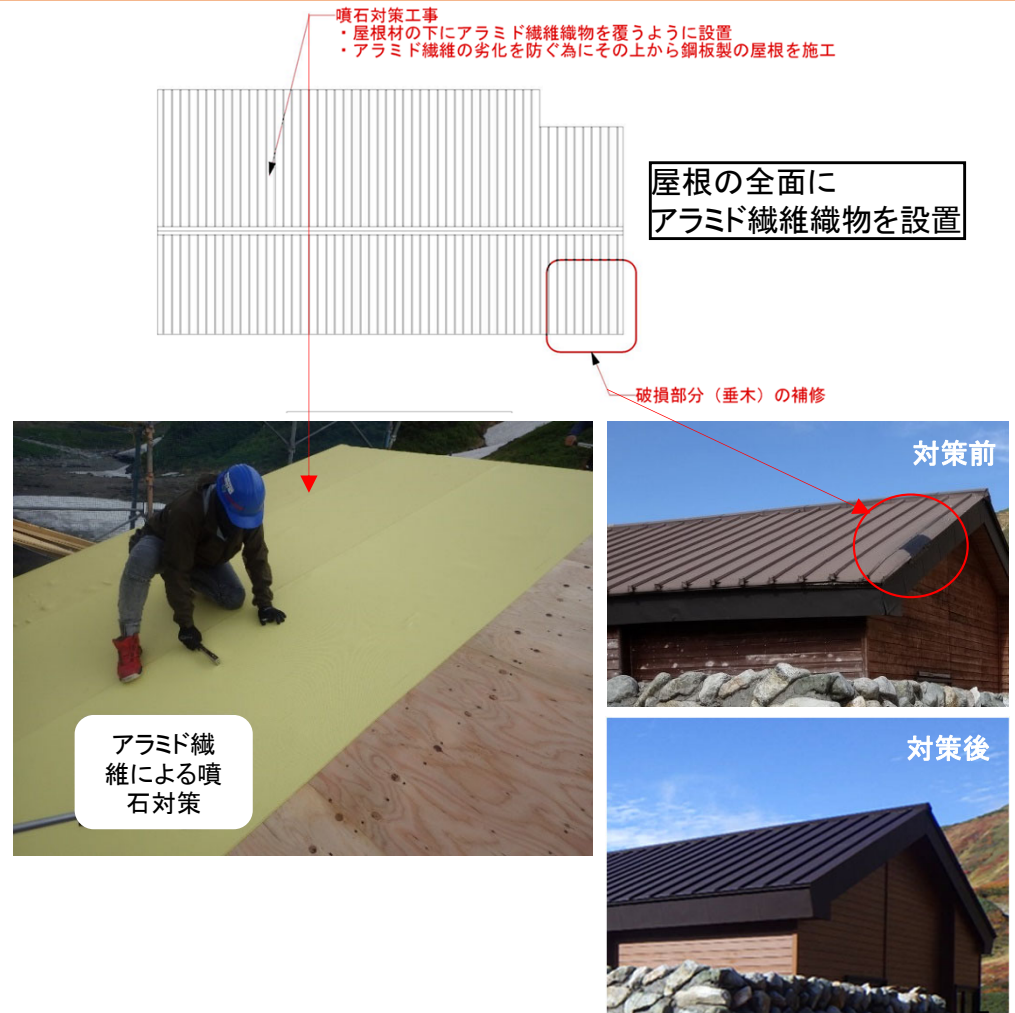 噴石対策工事
・屋根材の下にアラミド繊維織物を覆うように設置
・アラミド繊維の劣化を防ぐ為にその上から鋼板製の屋根を施工
屋根の全面に
アラミド繊維織物を設置
破損部分（垂木）の補修
対策前
アラミド繊
維による噴
石対策
対策後